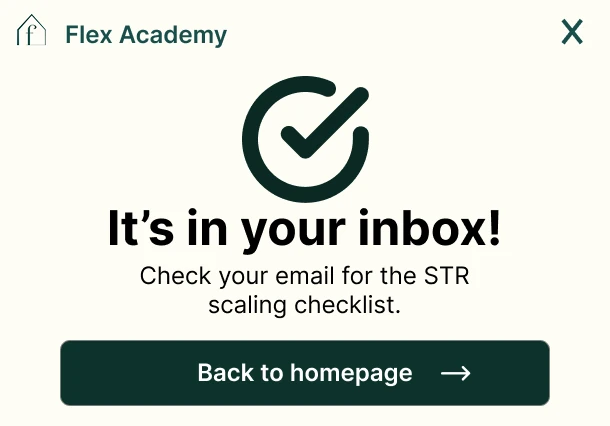 Flex Academy
X
It’s in your inbox!
Check your email for the STR
scaling checklist.
Back to homepage →